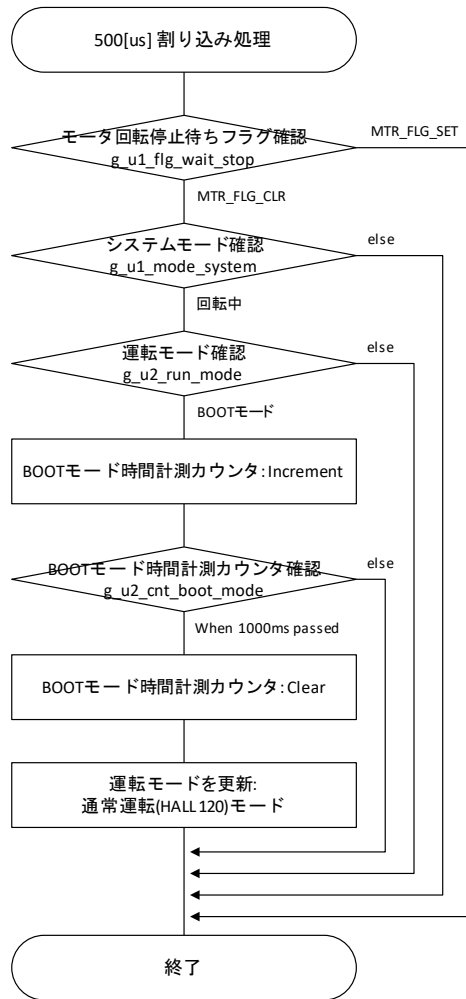 500[us] 割り込み処理
モータ回転停止待ちフラグ確認
g_u1_flg_wait_stop
MTR_FLG_SET
MTR_FLG_CLR
システムモード確認
g_u1_mode_system
else
回転中
運転モード確認
g_u2_run_mode
else
BOOTモード
BOOTモード時間計測カウンタ: Increment
BOOTモード時間計測カウンタ確認
g_u2_cnt_boot_mode
else
When 1000ms passed
BOOTモード時間計測カウンタ: Clear
運転モードを更新:
通常運転(HALL 120)モード
終了